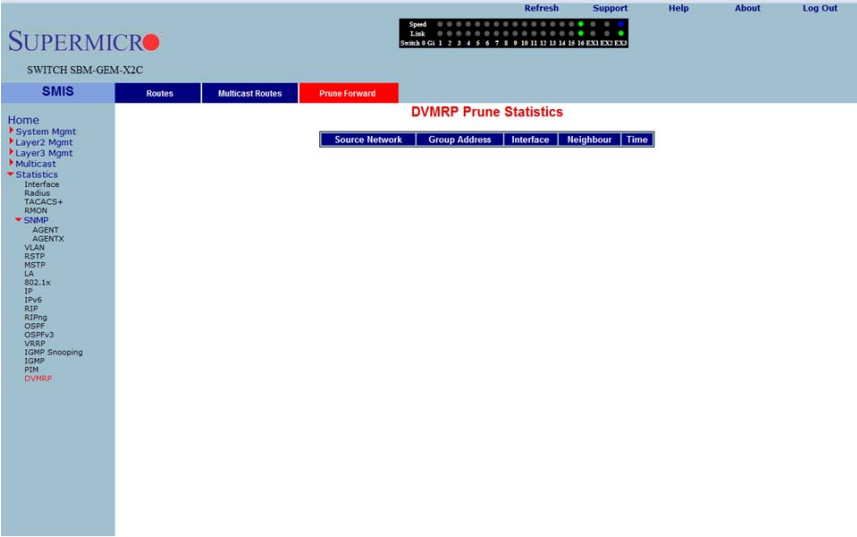 Refresh Support Help About Log Out
Speed
Link
Switch 0 Gi 1 2 3 4 5 6 7 8 9 10 11 12 13 14 15 16 EX1 EX2 EX3
SUPERMICRO
SWITCH SBM-GEM-X2C
SMIS
Routes Multicast Routes Prune Forward
DVMRP Prune Statistics
Source Network Group Address Interface Neighbour Time
Home
System Mgmt
Layer2 Mgmt
Layer3 Mgmt
Multicast
Statistics
Interface
Radius
TACACS+
RMON
SNMP
AGENT
AGENTX
VLAN
RSTP
MSTP
LA
802.1x
IP
IPv6
RIP
RIPng
OSPF
OSPFv3
VRRP
IGMP Snooping
IGMP
PIM
DVMRP